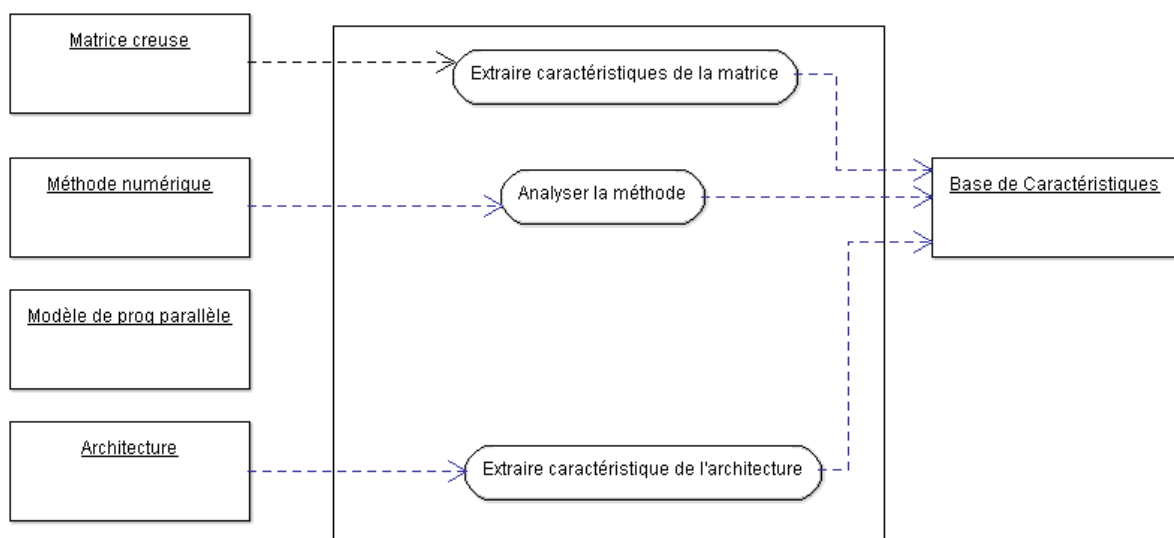 Matrice creuse
Extraire caractéristiques de la matrice
Méthode numérique
Analyser la méthode
Base de Caractéristiques
Modèle de prog parallèle
Architecture
Extraire caractéristique de l'architecture